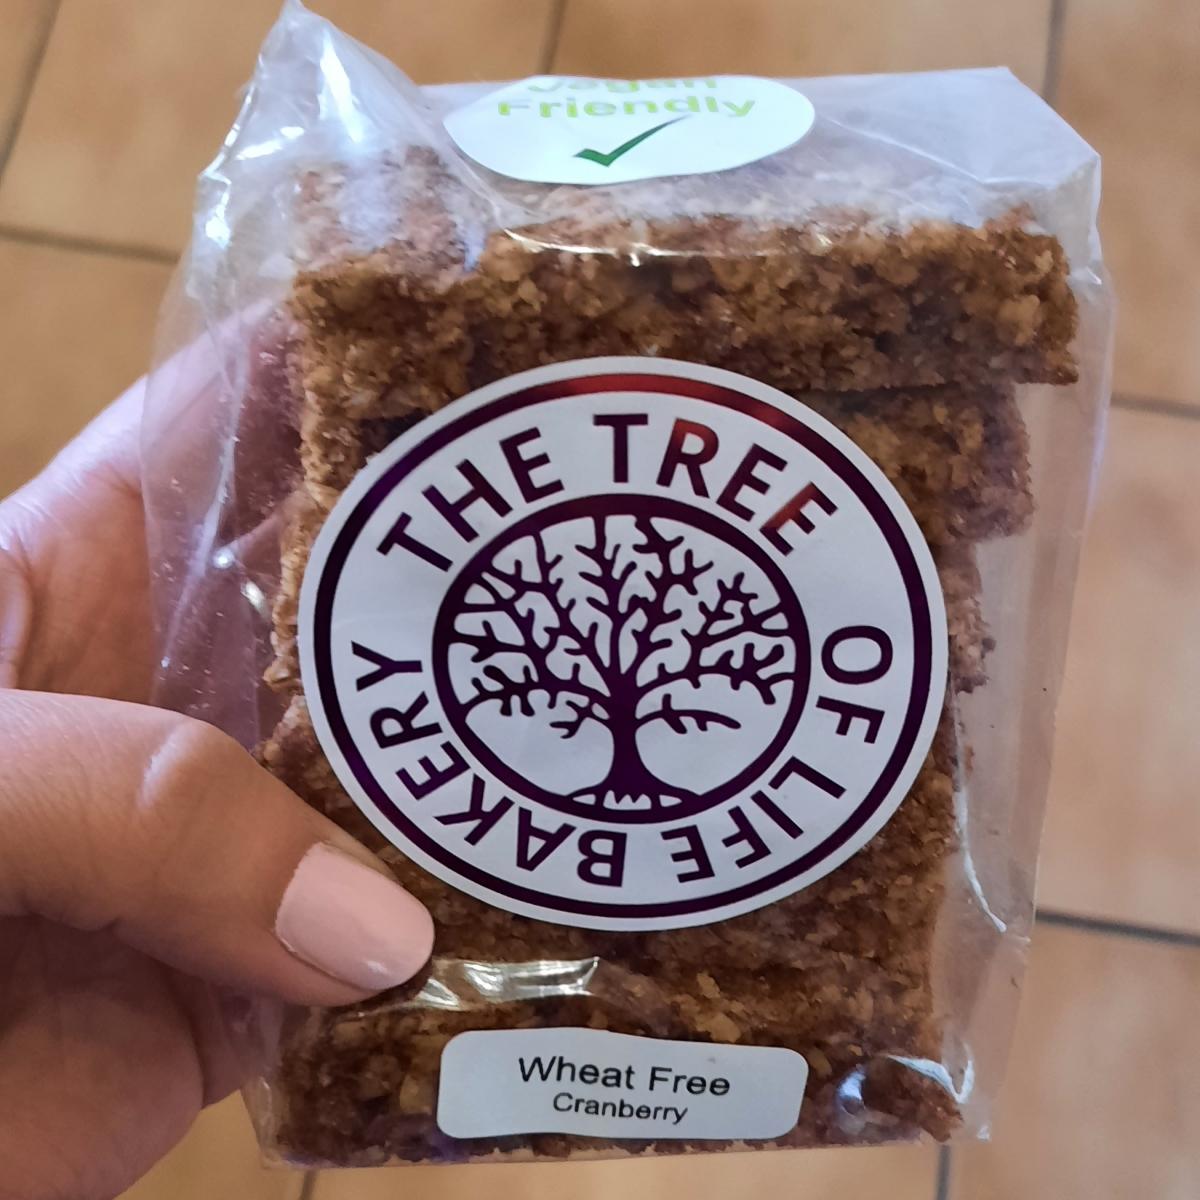 Vegan
Friendly
THE TREE OF LIFE BAKERY
Wheat Free
Cranberry